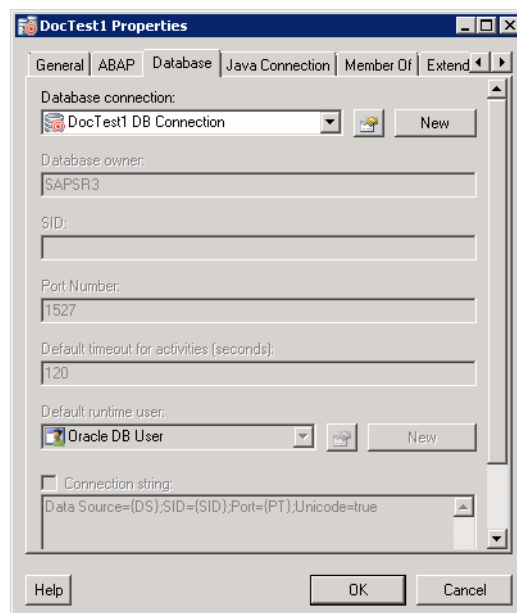 DocTest1 Properties
General ABAP Database Java Connection Member Of Extend
Database connection:
DocTest1 DB Connection New
Database owner:
SAPSR3
SID:
Port Number:
1527
Default timeout for activities (seconds):
120
Default runtime user:
Oracle DB User New
Connection string:
Data Source={DS};SID={SID};Port={PT};Unicode=true
Help OK Cancel